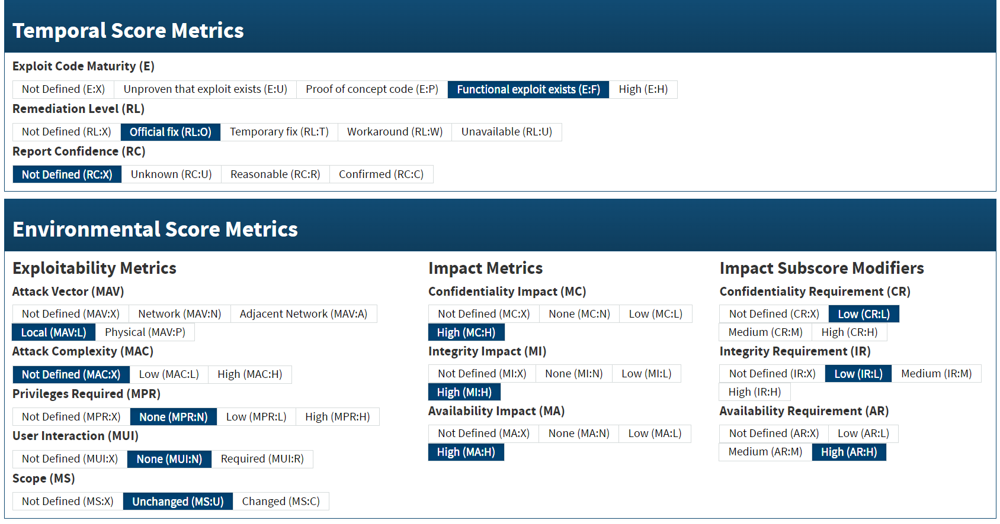 Temporal Score Metrics
Exploit Code Maturity (E)
Not Defined (E:X) Unproven that exploit exists (E:U) Proof of concept code (E:P) Functional exploit exists (E:F) High (E:H)
Remediation Level (RL)
Not Defined (RL:X) Official fix (RL:O) Temporary fix (RL:T) Workaround (RL:W) Unavailable (RL:U)
Report Confidence (RC)
Not Defined (RC:X) Unknown (RC:U) Reasonable (RC:R) Confirmed (RC:C)
Environmental Score Metrics
Exploitability Metrics
Attack Vector (MAV)
Not Defined (MAV:X) Network (MAV:N) Adjacent Network (MAV:A)
Local (MAV:L) Physical (MAV:P)
Attack Complexity (MAC)
Not Defined (MAC:X) Low (MAC:L) High (MAC:H)
Privileges Required (MPR)
Not Defined (MPR:X) None (MPR:N) Low (MPR:L) High (MPR:H)
User Interaction (MUI)
Not Defined (MUI:X) None (MUI:N) Required (MUI:R)
Scope (MS)
Not Defined (MS:X) Unchanged (MS:U) Changed (MS:C)
Impact Metrics
Confidentiality Impact (MC)
Not Defined (MC:X) None (MC:N) Low (MC:L)
High (MC:H)
Integrity Impact (MI)
Not Defined (MI:X) None (MI:N) Low (MI:L)
High (MI:H)
Availability Impact (MA)
Not Defined (MA:X) None (MA:N) Low (MA:L)
High (MA:H)
Impact Subscore Modifiers
Confidentiality Requirement (CR)
Not Defined (CR:X) Low (CR:L)
Medium (CR:M) High (CR:H)
Integrity Requirement (IR)
Not Defined (IR:X) Low (IR:L) Medium (IR:M)
High (IR:H)
Availability Requirement (AR)
Not Defined (AR:X) Low (AR:L)
Medium (AR:M) High (AR:H)